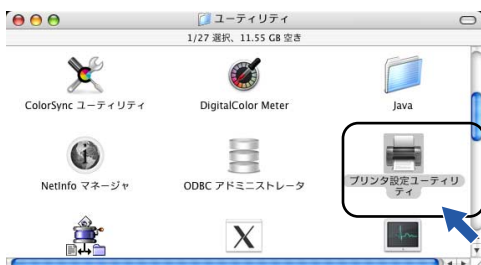 ユーティリティ
1/27 選択、11.55 GB 空き
ColorSync ユーティリティ
DigitalColor Meter
Java
NetInfo マネージャ
ODBC アドミニストレータ
プリンタ設定ユーティリ
ティ
X